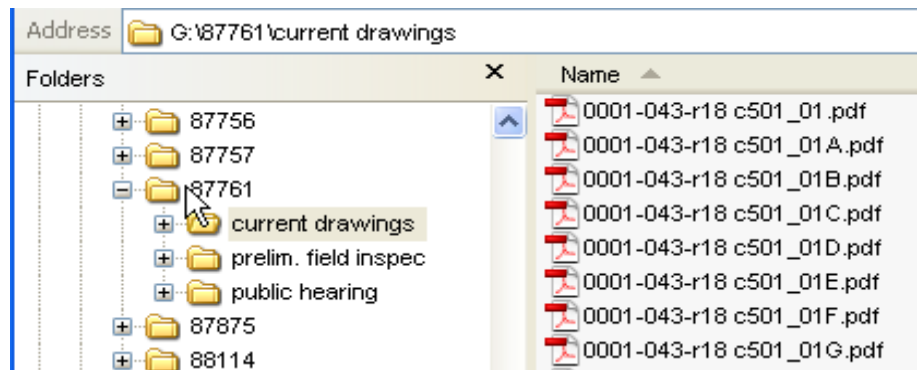 Address G:\87761\current drawings
Folders
87756
87757
87761
current drawings
prelim. field inspec
public hearing
87875
88114
Name
0001-043-r18 c501_01.pdf
0001-043-r18 c501_01A.pdf
0001-043-r18 c501_01B.pdf
0001-043-r18 c501_01C.pdf
0001-043-r18 c501_01D.pdf
0001-043-r18 c501_01E.pdf
0001-043-r18 c501_01F.pdf
0001-043-r18 c501_01G.pdf